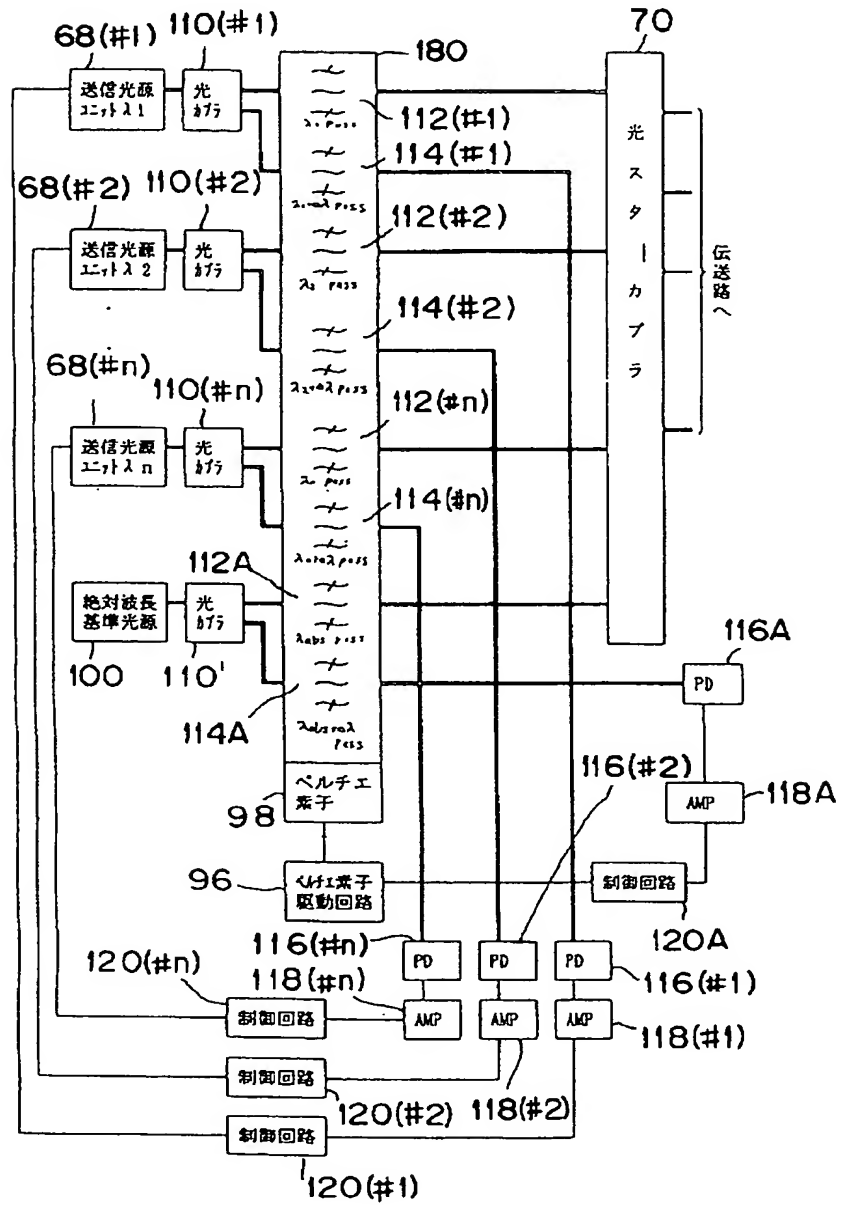 68(#1)
110(#1)
180
70
送信光源
ユニットλ1
光
カプラ
λ1 pass
112(#1)
114(#1)
68(#2)
110(#2)
送信光源
ユニットλ2
光
カプラ
112(#2)
λ2 pass
114(#2)
68(#n)
110(#n)
送信光源
ユニットλn
光
カプラ
112(#n)
pass
114(#n)
pass
112A
絶対波長
基準光源
光
カプラ
λabs pass
100
110'
114A
pass
光スターカプラ
伝送路へ
116A
PD
ペルチェ
素子
98
116(#2)
AMP
118A
96
ペルチェ素子
駆動回路
制御回路
120A
116(#n)
PD
PD
PD
116(#1)
120(#n)
118(#n)
制御回路
AMP
AMP
AMP
118(#1)
制御回路
120(#2)
118(#2)
制御回路
120(#1)